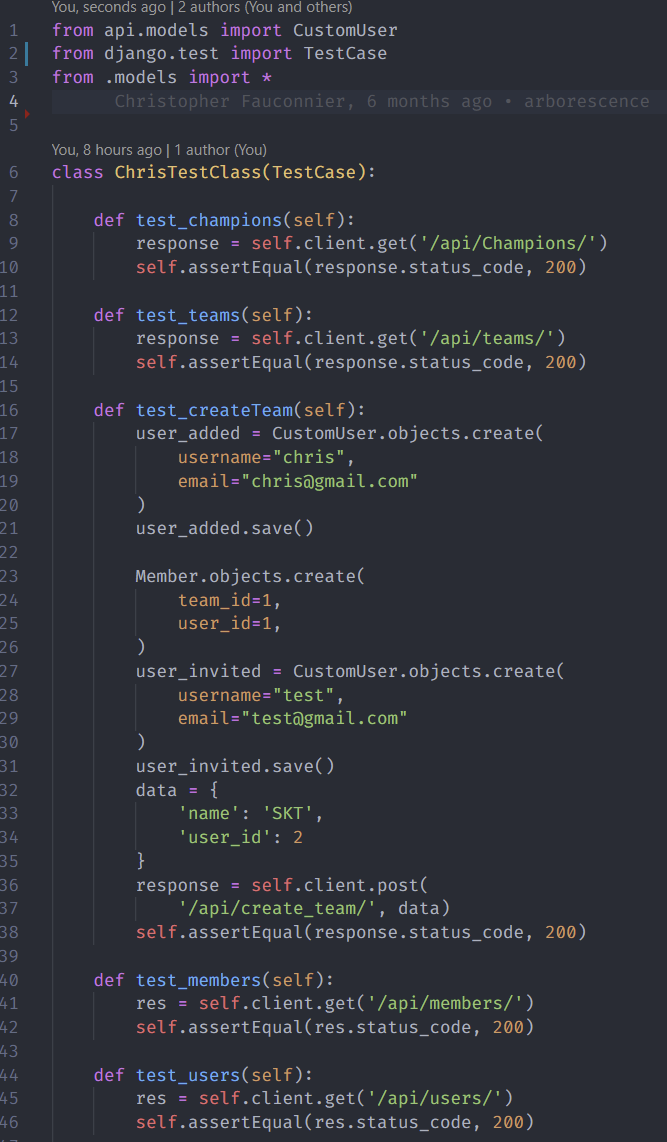 You, seconds ago | 2 authors (You and others)
1 from api.models import CustomUser
2 from django.test import TestCase
3 from .models import *
4 Christopher Fauconnier, 6 months ago • arborescence
5
You, 8 hours ago | 1 author (You)
6 class ChrisTestClass(TestCase):
7
8 def test_champions(self):
9 response = self.client.get('/api/Champions/')
10 self.assertEqual(response.status_code, 200)
11
12 def test_teams(self):
13 response = self.client.get('/api/teams/')
14 self.assertEqual(response.status_code, 200)
15
16 def test_createTeam(self):
17 user_added = CustomUser.objects.create(
18 username="chris",
19 email="chris@gmail.com"
20 )
21 user_added.save()
22
23 Member.objects.create(
24 team_id=1,
25 user_id=1,
26 )
27 user_invited = CustomUser.objects.create(
28 username="test",
29 email="test@gmail.com"
30 )
31 user_invited.save()
32 data = {
33 'name': 'SKT',
34 'user_id': 2
35 }
36 response = self.client.post(
37 '/api/create_team/', data)
38 self.assertEqual(response.status_code, 200)
39
40 def test_members(self):
41 res = self.client.get('/api/members/')
42 self.assertEqual(res.status_code, 200)
43
44 def test_users(self):
45 res = self.client.get('/api/users/')
46 self.assertEqual(res.status_code, 200)